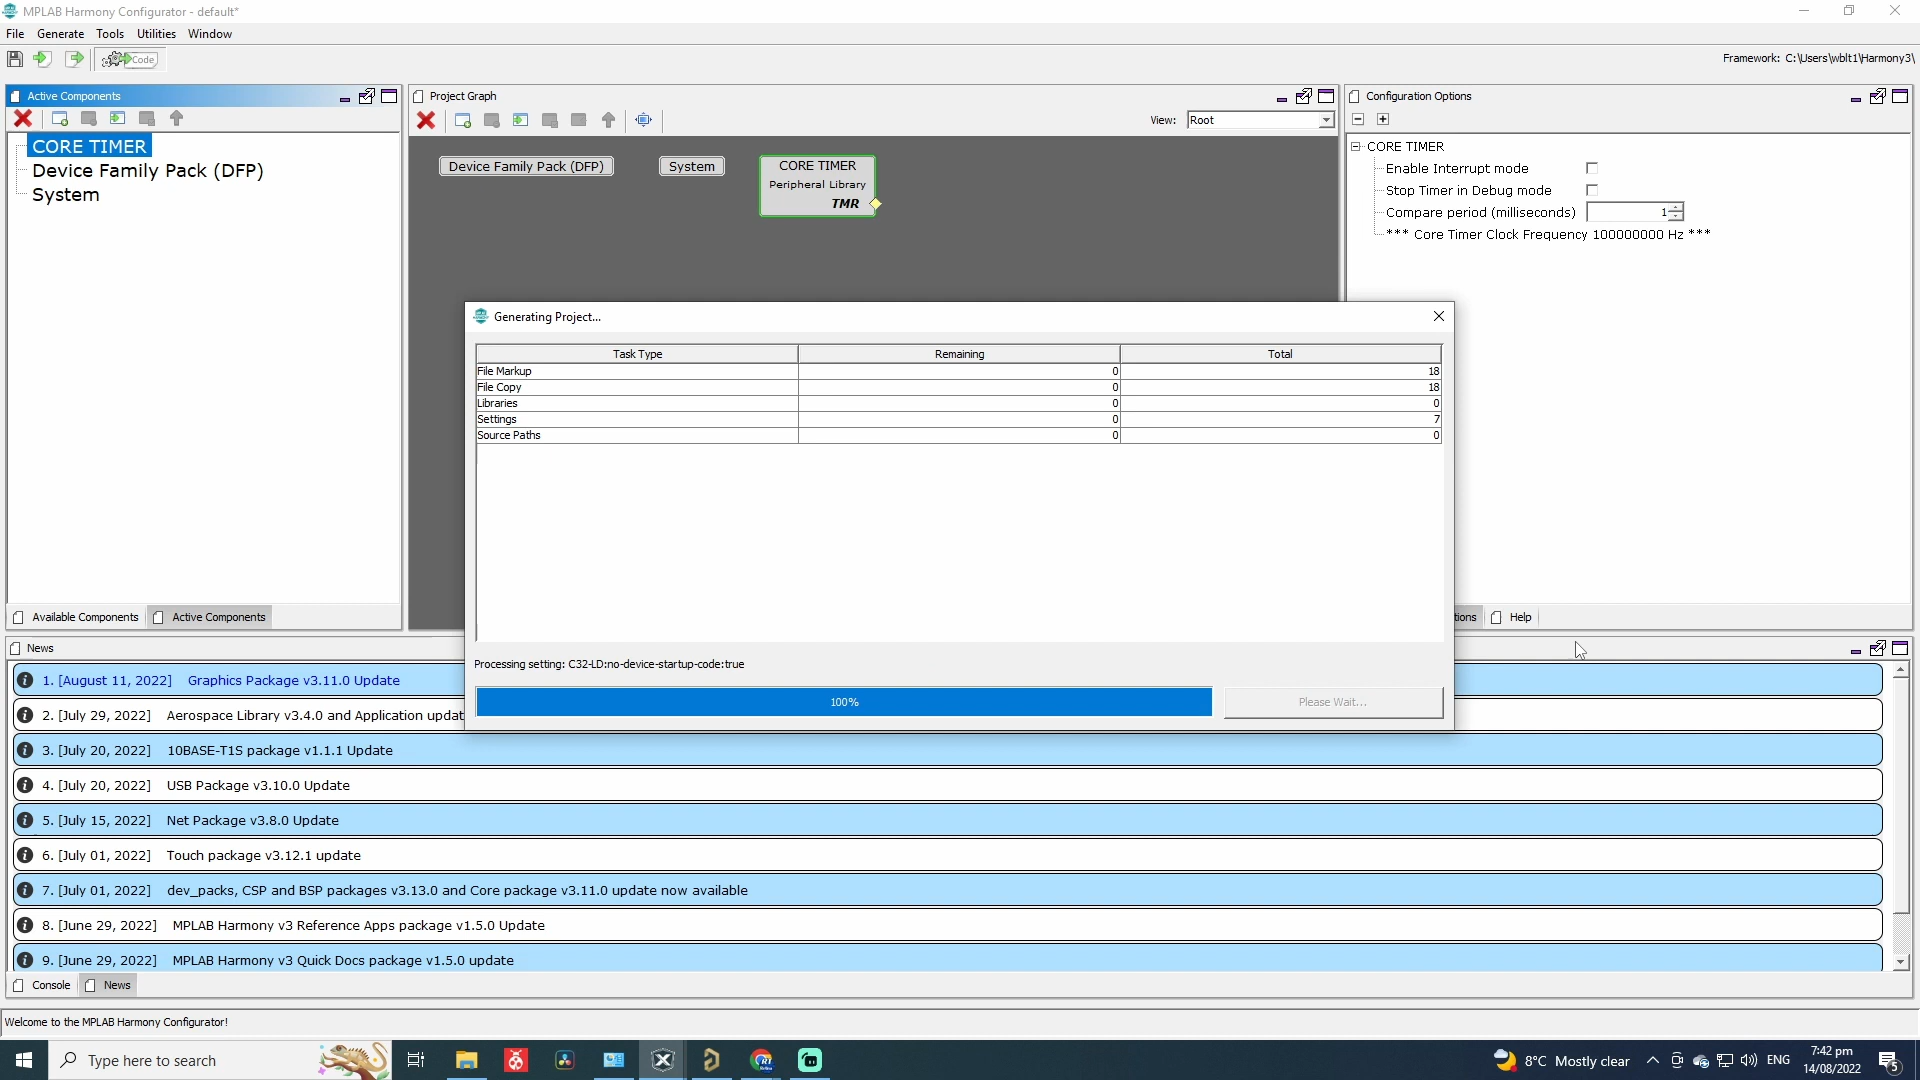 MPLAB Harmony Configurator - default*
File Generate Tools Utilities Window
Code
Framework: C:\Users\wblt1\Harmony3\
Active Components
CORE TIMER
Device Family Pack (DFP)
System
Available Components Active Components
Project Graph
View: Root
Device Family Pack (DFP) System CORE TIMER
Peripheral Library
TMR
Configuration Options
CORE TIMER
Enable Interrupt mode
Stop Timer in Debug mode
Compare period (milliseconds) 1
*** Core Timer Clock Frequency 100000000 Hz ***
tions Help
Generating Project...
Task Type Remaining Total
File Markup 0 18
File Copy 0 18
Libraries 0 0
Settings 0 7
Source Paths 0 0
Processing setting: C32-LD:no-device-startup-code:true
100% Please Wait...
News
1. [August 11, 2022] Graphics Package v3.11.0 Update
2. [July 29, 2022] Aerospace Library v3.4.0 and Application updat
3. [July 20, 2022] 10BASE-T1S package v1.1.1 Update
4. [July 20, 2022] USB Package v3.10.0 Update
5. [July 15, 2022] Net Package v3.8.0 Update
6. [July 01, 2022] Touch package v3.12.1 update
7. [July 01, 2022] dev_packs, CSP and BSP packages v3.13.0 and Core package v3.11.0 update now available
8. [June 29, 2022] MPLAB Harmony v3 Reference Apps package v1.5.0 Update
9. [June 29, 2022] MPLAB Harmony v3 Quick Docs package v1.5.0 update
Console News
Welcome to the MPLAB Harmony Configurator!
Type here to search
8°C Mostly clear
ENG
7:42 pm
14/08/2022
5